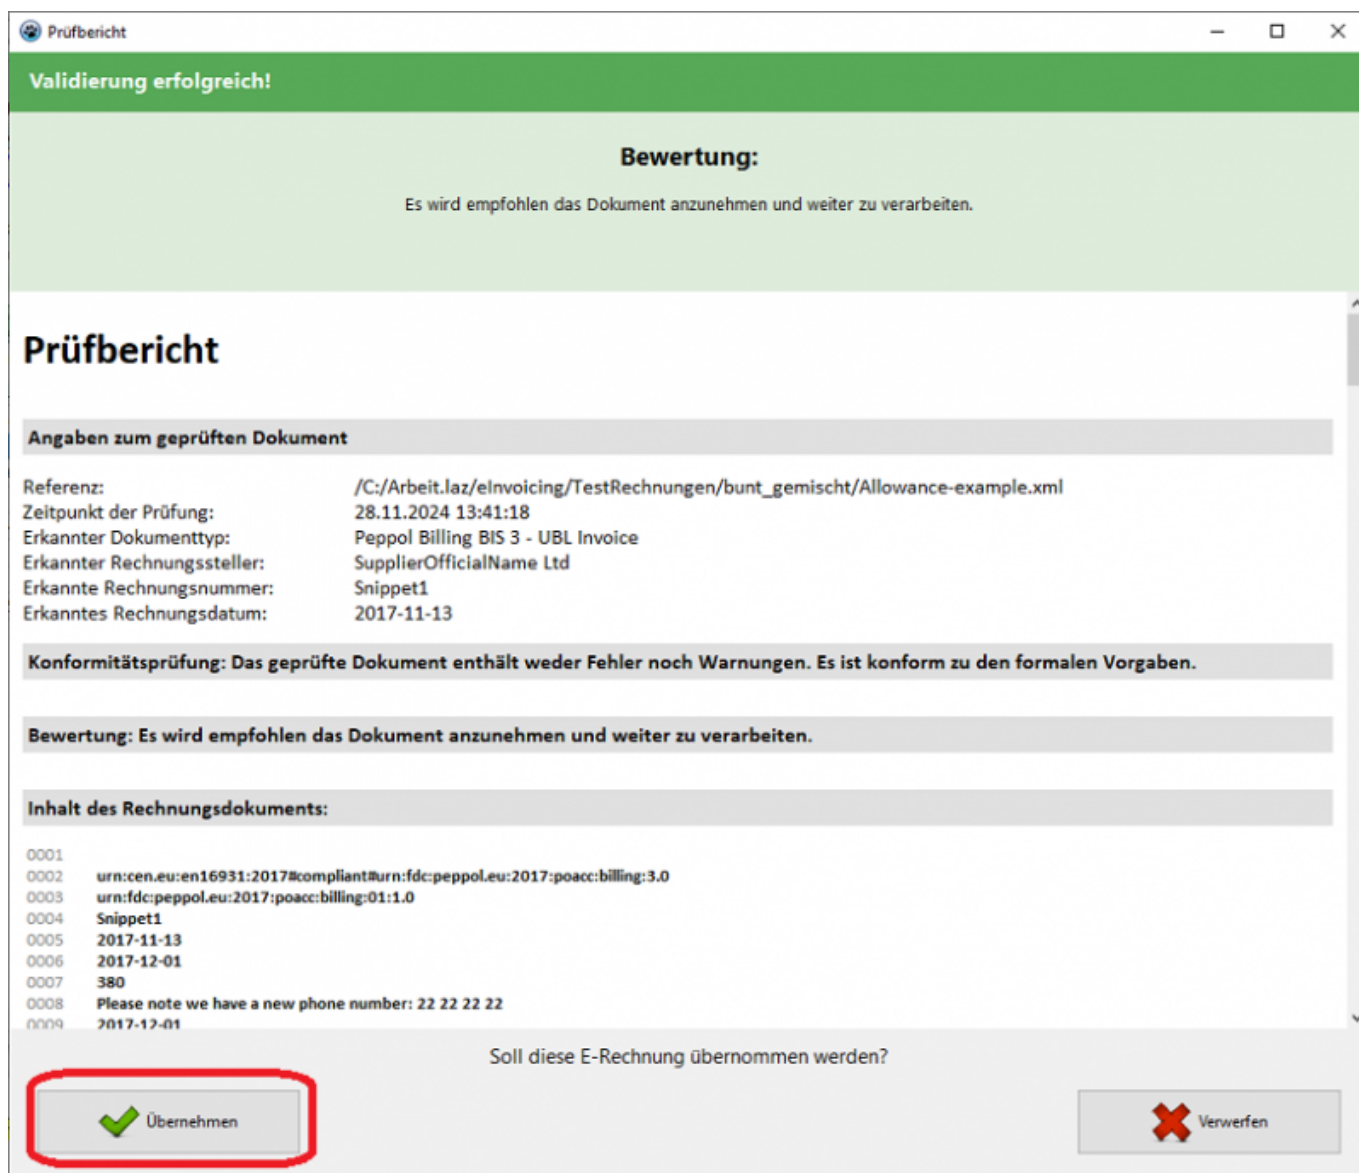 Prüfbericht
Validierung erfolgreich!
Bewertung:
Es wird empfohlen das Dokument anzunehmen und weiter zu verarbeiten.
Prüfbericht
Angaben zum geprüften Dokument
Referenz: /C:/Arbeit.laz/eInvoicing/TestRechnungen/bunt_gemischt/Allowance-example.xml
Zeitpunkt der Prüfung: 28.11.2024 13:41:18
Erkannter Dokumenttyp: Peppol Billing BIS 3 - UBL Invoice
Erkannter Rechnungssteller: SupplierOfficialName Ltd
Erkannte Rechnungsnummer: Snippet1
Erkanntes Rechnungsdatum: 2017-11-13
Konformitätsprüfung: Das geprüfte Dokument enthält weder Fehler noch Warnungen. Es ist konform zu den formalen Vorgaben.
Bewertung: Es wird empfohlen das Dokument anzunehmen und weiter zu verarbeiten.
Inhalt des Rechnungsdokuments:
0001
0002 urn:cen.eu:en16931:2017#compliant#urn:fdc:peppol.eu:2017:poacc:billing:3.0
0003 urn:fdc:peppol.eu:2017:poacc:billing:01:1.0
0004 Snippet1
0005 2017-11-13
0006 2017-12-01
0007 380
0008 Please note we have a new phone number: 22 22 22 22
0009 2017-12-01
Soll diese E-Rechnung übernommen werden?
Übernehmen
Verwerfen